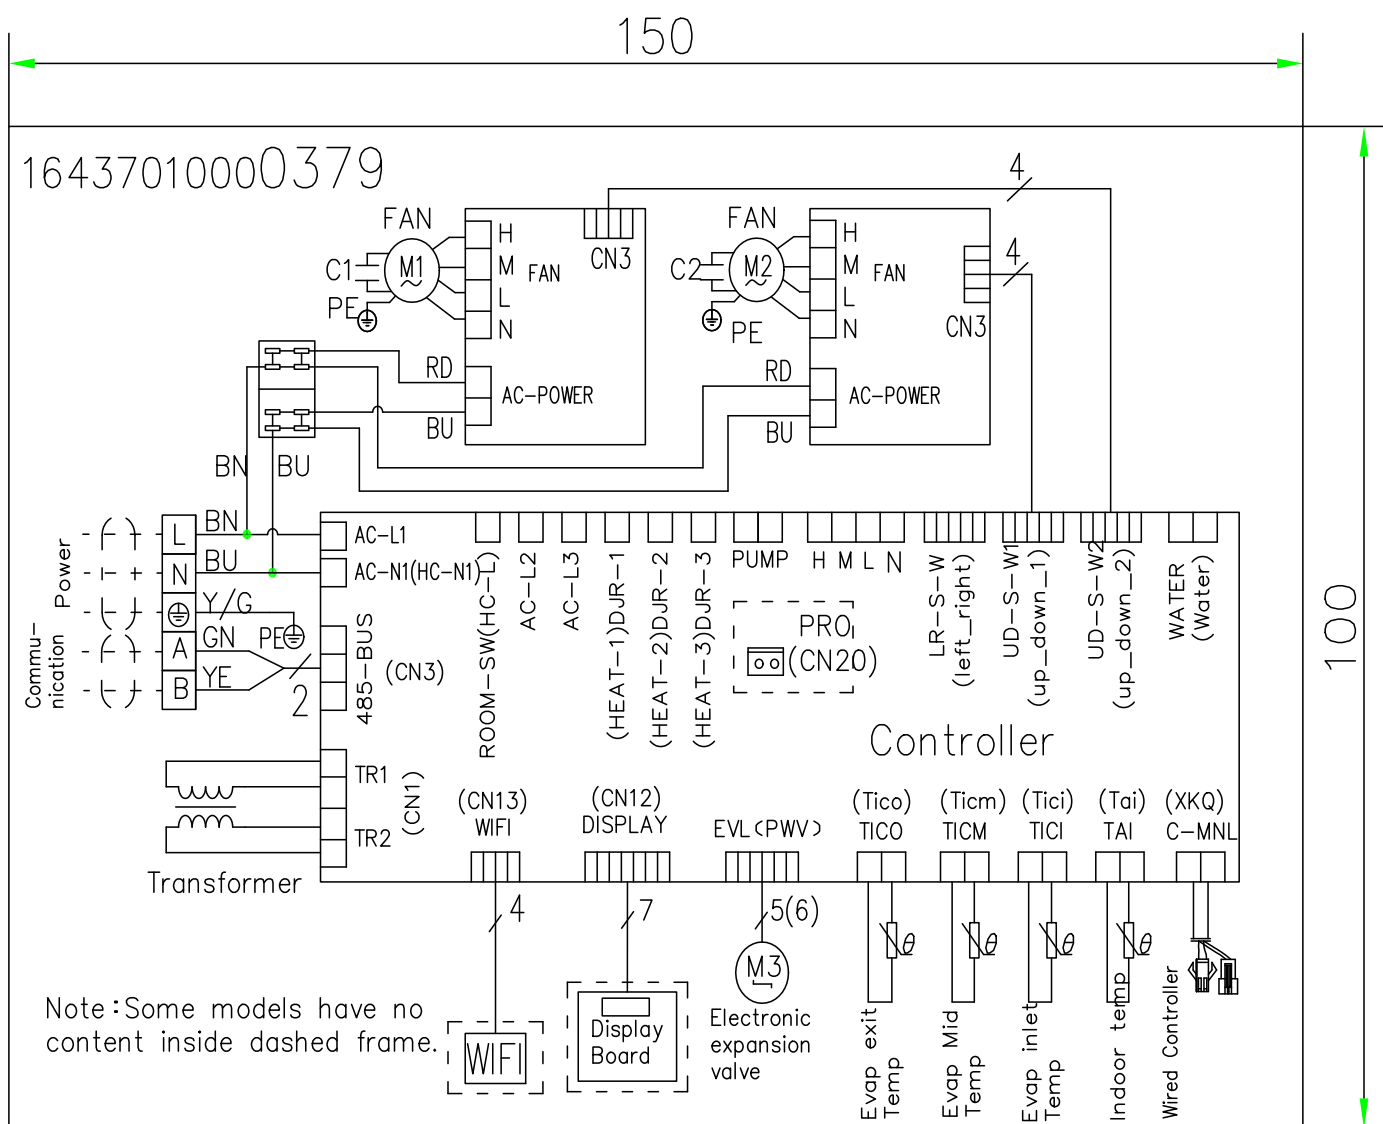 150
16437010000379
4
FAN
FAN
H
CN3
H
4
C1
M1
M
FAN
C2
M2
M
FAN
~
~
PE
L
L
N
PE
N
CN3
RD
RD
AC-POWER
AC-POWER
BU
BU
BN
BU
L
BN
AC-L1
PUMP
H
M
L
N
N
BU
AC-N1(HC-N1)
Y/G
PE
A
GN
B
YE
2
Power
Commu-
nication
485-BUS
(CN3)
ROOM-SW(HC-L)
AC-L2
AC-L3
(HEAT-1)DJR-1
(HEAT-2)DJR-2
(HEAT-3)DJR-3
PRO
(CN20)
LR-S-W
(left_right)
UD-S-W1
(up_down_1)
UD-S-W2
(up_down_2)
WATER
(Water)
100
Controller
TR1
(CN1)
TR2
Transformer
(CN13)
WIFI
(CN12)
DISPLAY
EVL(PWV)
(Tico)
TICO
(Ticm)
TICM
(Tici)
TICI
(Tai)
TAI
(XKQ)
C-MNL
4
7
5(6)
θ
θ
θ
θ
M3
Note:Some models have no
content inside dashed frame.
WIFI
Display
Board
Electronic
expansion
valve
Evap exit
Temp
Evap Mid
Temp
Evap inlet
Temp
Indoor temp
Wired Controller